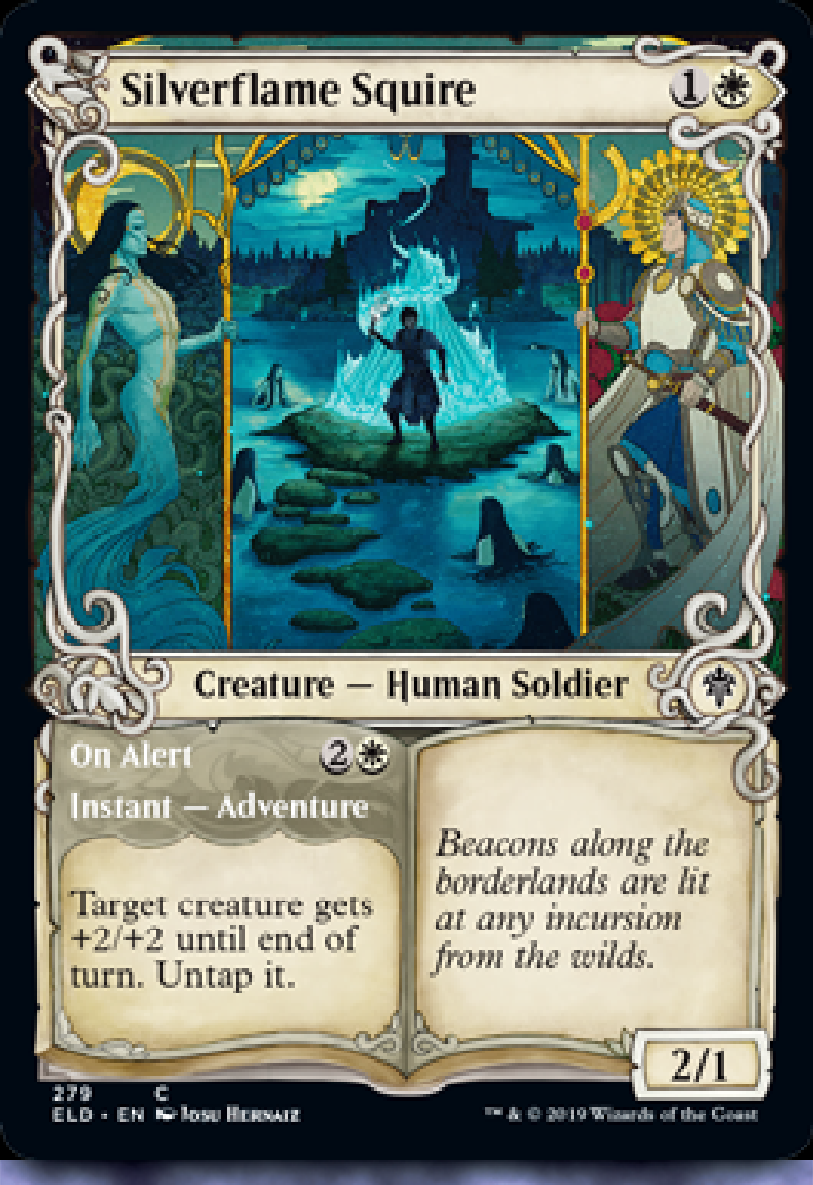 Silverflame Squire 1
Creature — Human Soldier
On Alert 2
Instant — Adventure
Target creature gets
+2/+2 until end of
turn. Untap it.
Beacons along the
borderlands are lit
at any incursion
from the wilds.
2/1
279 C
ELD • EN Iosu Hernaiz
™ & © 2019 Wizards of the Coast